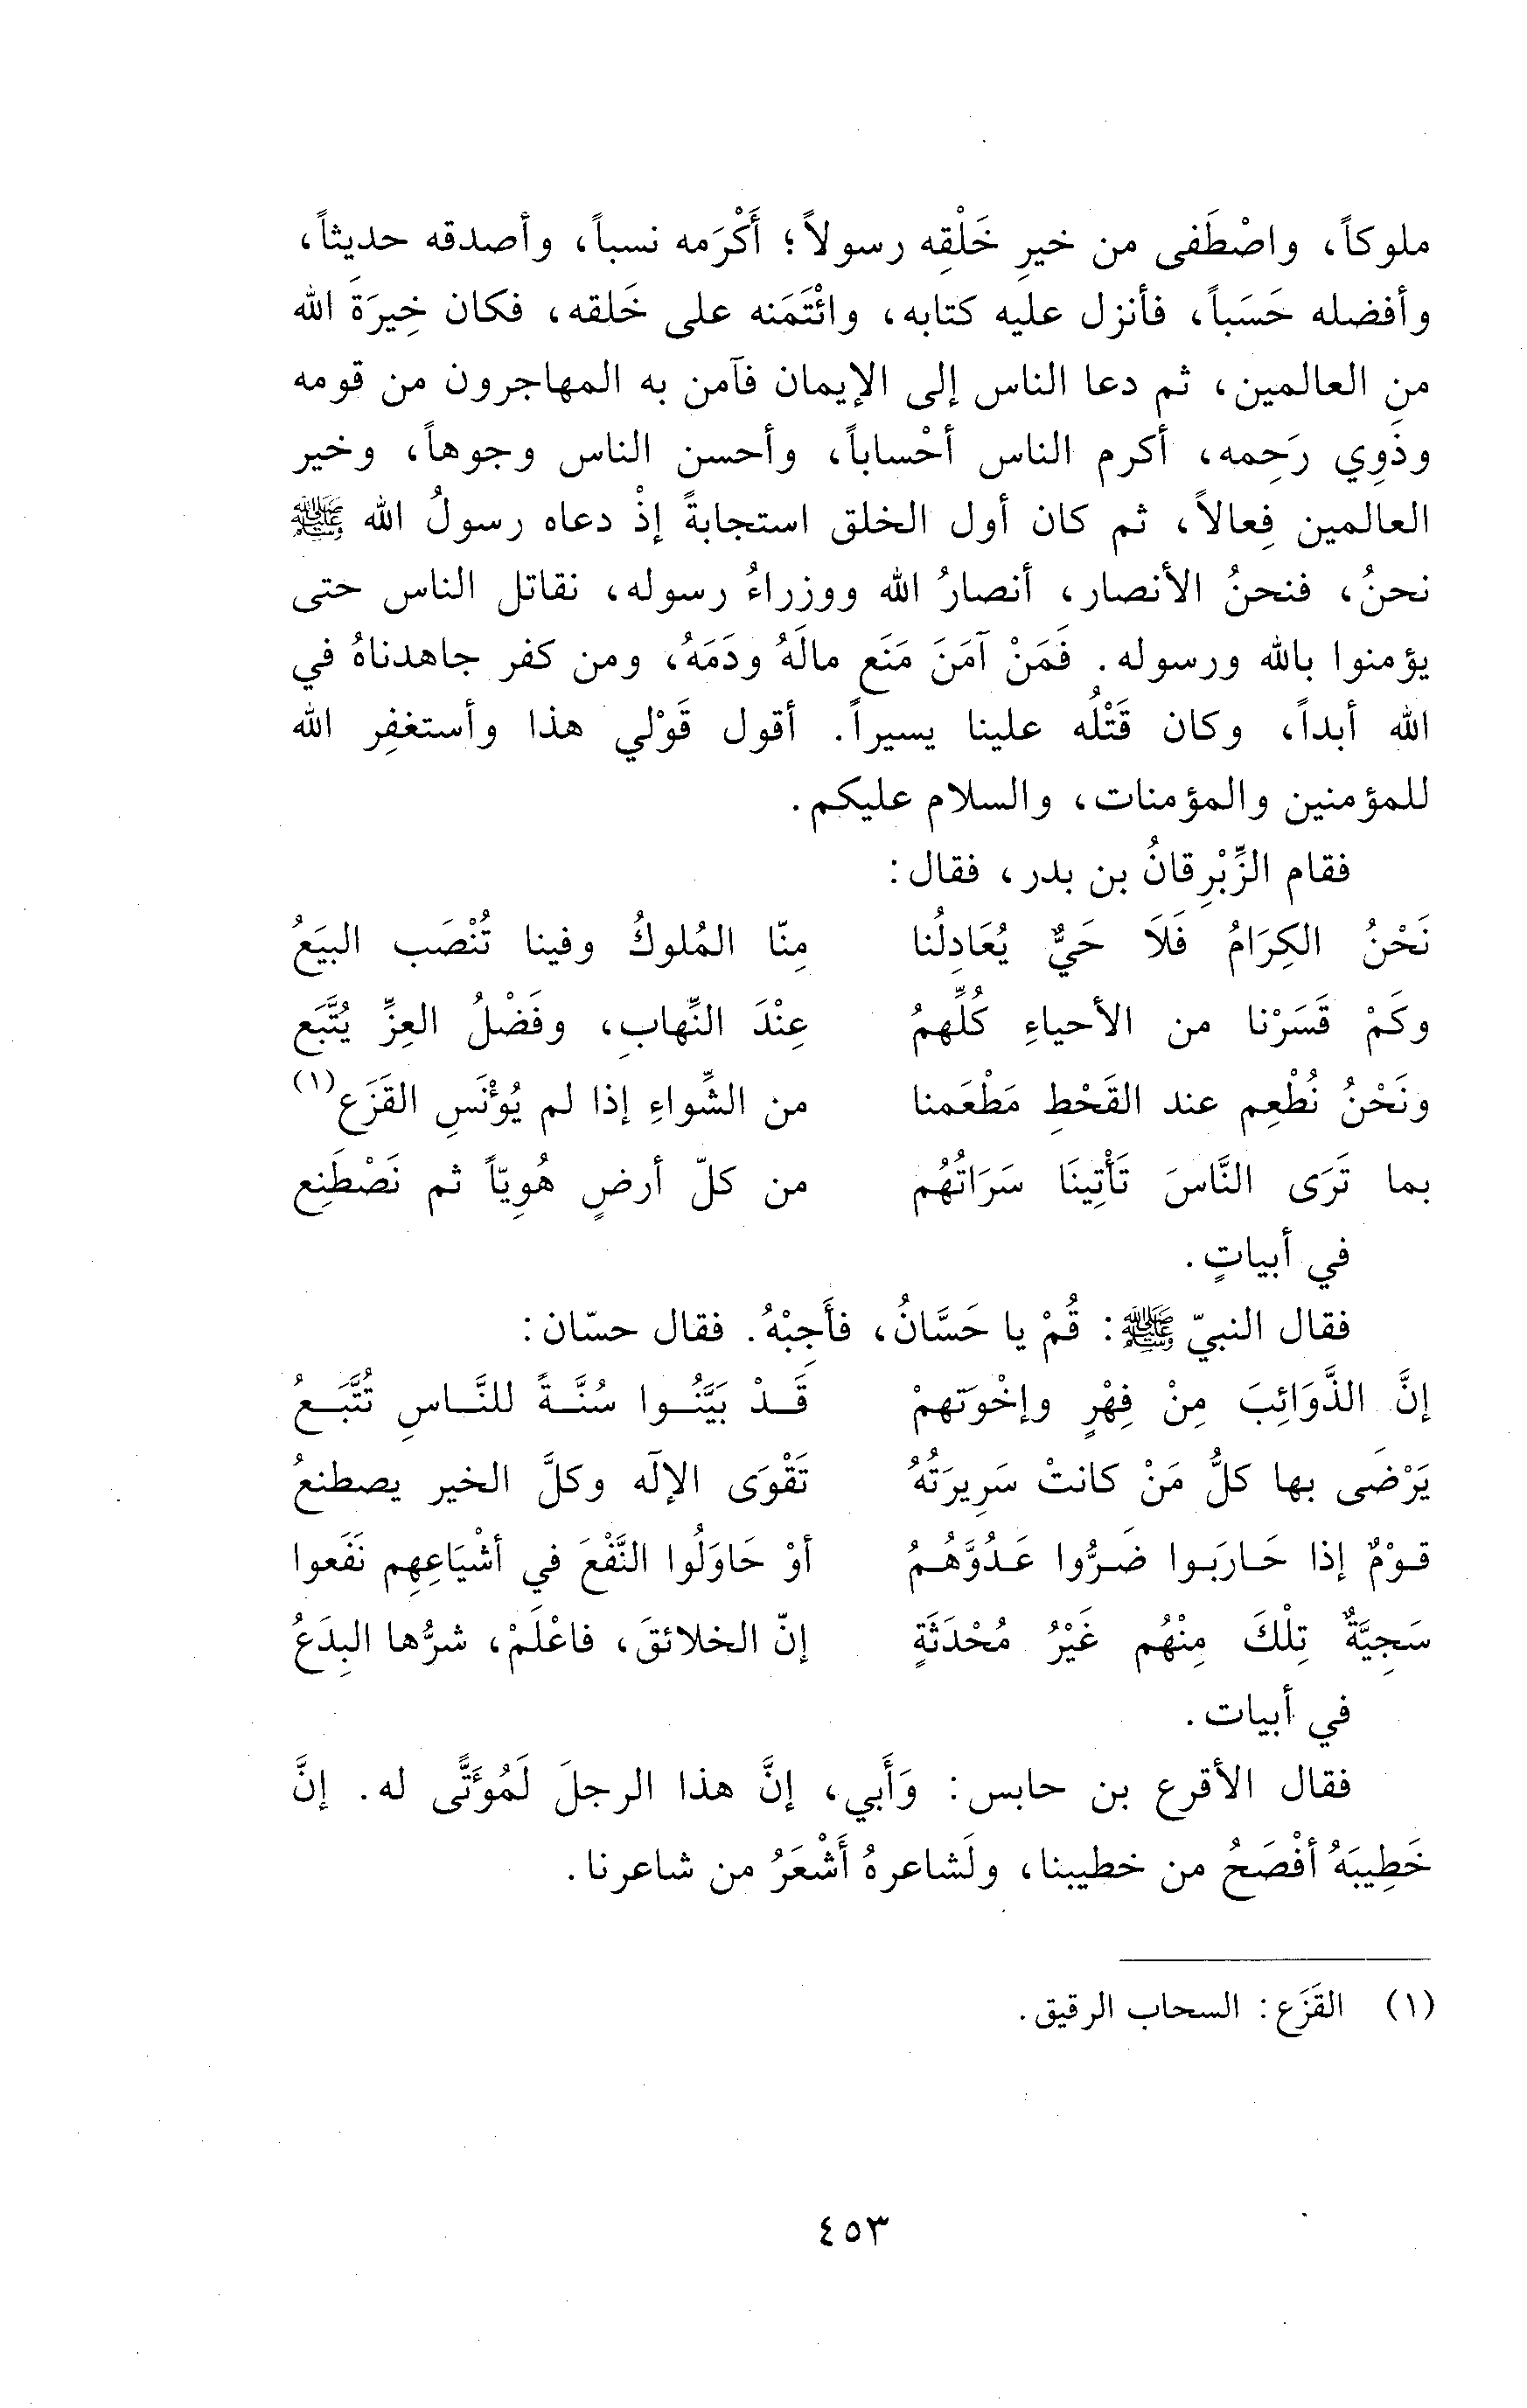 ملوكاً، واصْطَفى من خيرِ خَلْقِه رسولاً؛ أَكْرَمه نسباً، وأصدقه حديثاً،
وأفضله حَسَباً، فأنزل عليه كتابه، وائْتَمَنه على خَلقه، فكان خِيرَةَ الله
من العالمين، ثم دعا الناس إلى الإيمان فآمن به المهاجرون من قومه
وذَوِي رَحِمه، أكرم الناس أحْساباً، وأحسن الناس وجوهاً، وخير
العالمين فِعالاً، ثم كان أول الخلق استجابةً إذْ دعاه رسولُ الله ﷺ
نحنُ، فنحنُ الأنصار، أنصارُ الله ووزراءُ رسوله، نقاتل الناس حتى
يؤمنوا بالله ورسوله. فَمَنْ آمَنَ مَنَع مالَهُ ودَمَهُ، ومن كفر جاهدناهُ في
الله أبداً، وكان قَتْلُه علينا يسيراً. أقول قَوْلي هذا وأستغفِر الله
للمؤمنين والمؤمنات، والسلام عليكم.
فقام الزِّبْرِقانُ بن بدر، فقال:
نَحْنُ الكِرَامُ فَلَا حَيٌّ يُعَادِلُنا مِنّا المُلوكُ وفينا تُنْصَب البيَعُ
وكَمْ قَسَرْنا من الأحياءِ كُلِّهمُ عِنْدَ النِّهابِ، وفَضْلُ العِزِّ يُتَّبَع
ونَحْنُ نُطْعِم عند القَحْطِ مَطْعَمنا من الشِّواءِ إذا لم يُؤْنَسِ القَزَع(١)
بما تَرَى النَّاسَ تَأْتِينَا سَرَاتُهُم من كلّ أرضٍ هُوِيّاً ثم نَصْطَنِع
في أبياتٍ.
فقال النبيّ ﷺ: قُمْ يا حَسَّانُ، فأَجِبْهُ. فقال حسّان:
إنَّ الذَّوَائِبَ مِنْ فِهْرٍ وإخْوَتهمْ قَدْ بَيَّنُوا سُنَّةً للنَّاسِ تُتَّبَعُ
يَرْضَى بها كلُّ مَنْ كانتْ سَرِيرَتُهُ تَقْوَى الإلَه وكلَّ الخير يصطنعُ
قوْمٌ إذا حَارَبَوا ضَرُّوا عَدُوَّهُمُ أوْ حَاوَلُوا النَّفْعَ في أشْيَاعِهِم نَفَعوا
سَجِيَّةٌ تِلْكَ مِنْهُم غَيْرُ مُحْدَثَةٍ إنّ الخلائقَ، فاعْلَمْ، شرُّها البِدَعُ
في أبيات.
فقال الأقرع بن حابس: وَأَبي، إنَّ هذا الرجلَ لَمُؤَتًّى له. إنَّ
خَطِيبَهُ أفْصَحُ من خطيبنا، ولَشاعرهُ أَشْعَرُ من شاعرنا.
(١) القَزَع: السحاب الرقيق.
٤٥٣